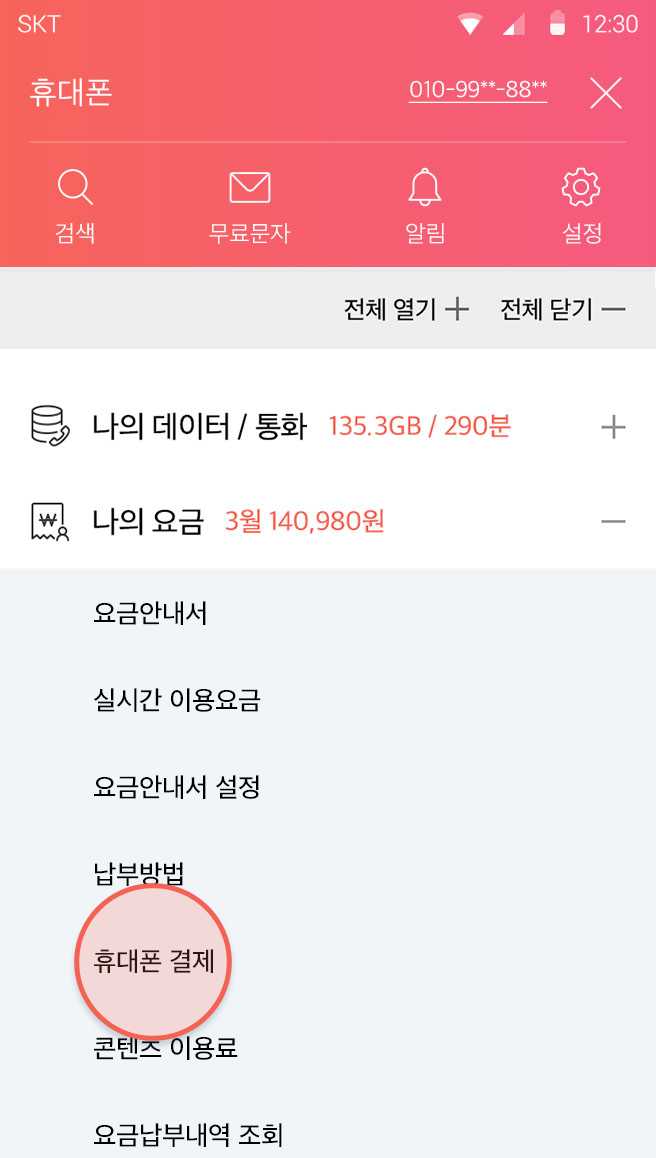 SKT 12:30
휴대폰 010-99**-88**
검색 무료문자 알림 설정
전체 열기 전체 닫기
나의 데이터 / 통화 135.3GB / 290분
나의 요금 3월 140,980원
요금안내서
실시간 이용요금
요금안내서 설정
납부방법
휴대폰 결제
콘텐츠 이용료
요금납부내역 조회